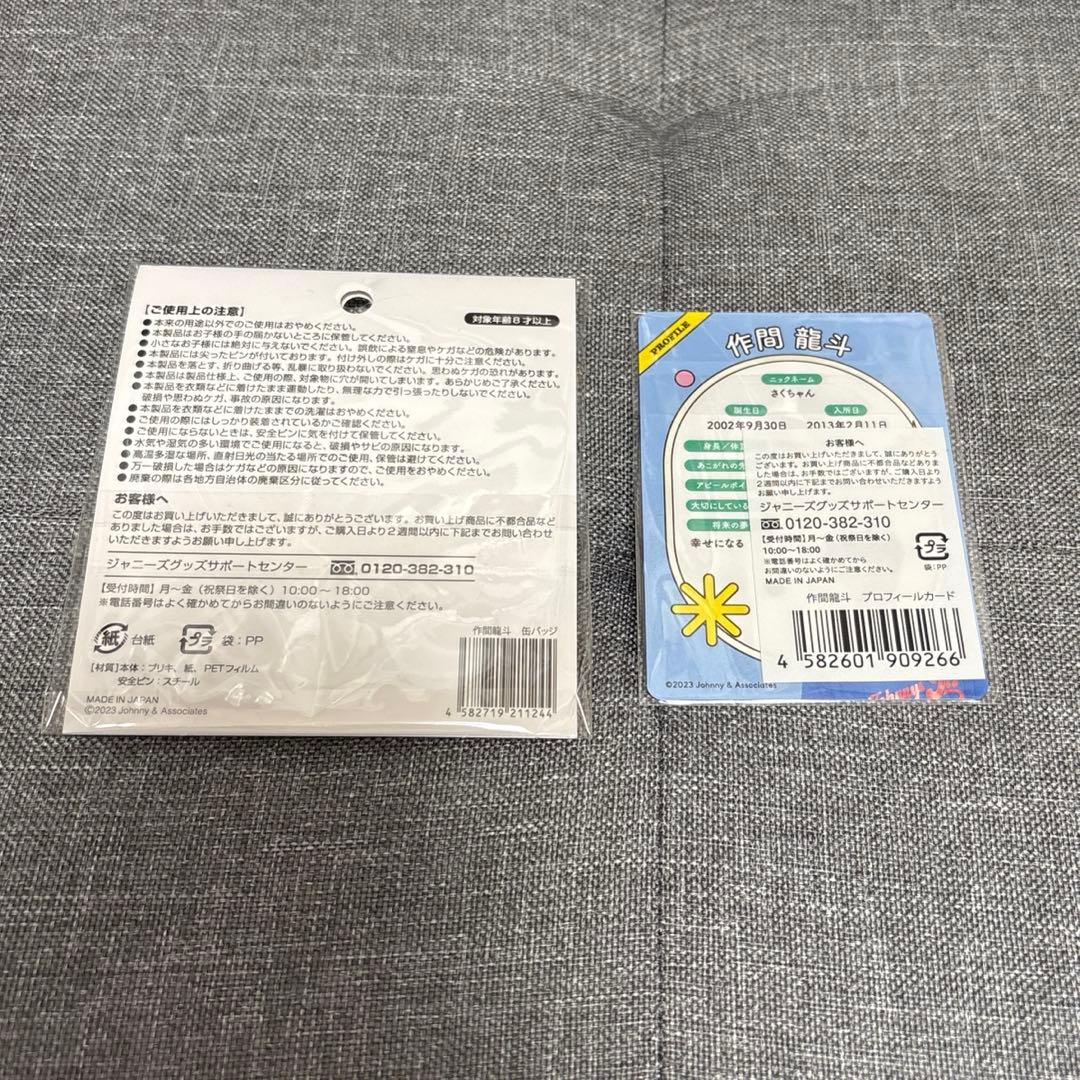 【ご使用上の注意】
対象年齢8才以上
●本来の用途以外でのご使用はおやめください。
●本製品はお子様の手の届かないところに保管してください。
●小さなお子様には絶対に与えないでください。誤飲による窒息やケガなどの危険があります。
●本製品には尖ったピンが付いております。付け外しの際はケガに十分ご注意ください。
●本製品を落とす、折り曲げる等、乱暴に取り扱わないでください。思わぬケガの恐れがあります。
●本製品は製品仕様上、ご使用の際、対象物に穴が開いてしまいます。あらかじめご了承ください。
●本製品を衣類などに着けたまま運動したり、無理な力で引っ張ったりしないでください。
破損や思わぬケガ、事故の原因になります。
●本製品を衣類などに着けたままでの洗濯はおやめください。
●ご使用の際にはしっかり装着されているかご確認ください。
●ご使用にならないときは、安全ピンに気を付けて保管してください。
●水気や湿気の多い環境でご使用になると、破損やサビの原因になります。
●高温多湿な場所、直射日光の当たる場所でのご使用、保管は避けてください。
●万一破損した場合はケガなどの原因になりますので、ご使用をおやめください。
●廃棄の際は各地方自治体の廃棄区分に従ってください。
お客様へ
この度はお買い上げいただきまして、誠にありがとうございます。お買い上げ商品に不都合品など
ありました場合は、お手数ではございますが、ご購入日より2週間以内に下記までお問い合わせ
いただきますようお願い申し上げます。
ジャニーズグッズサポートセンター 0120-382-310
【受付時間】月〜金(祝祭日を除く)10:00〜18:00
※電話番号はよく確かめてからお間違いのないようにご注意ください。
紙 台紙 プラ 袋:PP
【材質】本体:ブリキ、紙、PETフィルム
安全ピン:スチール
MADE IN JAPAN
©2023 Johnny & Associates
作間龍斗 缶バッジ
4 582719 211244
PROFILE
作間 龍斗
ニックネーム
さくちゃん
誕生日 入所日
2002年9月30日 2013年2月11日
身長/体
あこがれの先
アピールポイ
大切にしている
将来の夢
幸せになる
お客様へ
この度はお買い上げいただきまして、誠にありがとう
ございます。お買い上げ商品に不都合品などありま
した場合は、お手数ではございますが、ご購入日より
2週間以内に下記までお問い合わせいただきますよう
お願い申し上げます。
ジャニーズグッズサポートセンター
0120-382-310
【受付時間】月〜金(祝祭日を除く)
10:00〜18:00
※電話番号はよく確かめてから
お間違いのないようにご注意ください。
MADE IN JAPAN
プラ
袋:PP
作間龍斗 プロフィールカード
4 582601 909266
©2023 Johnny & Associates